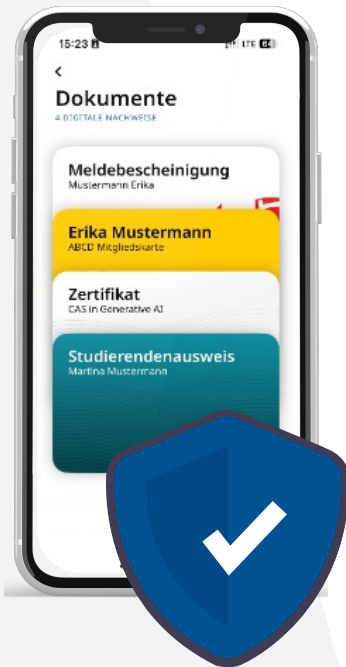 15:23
LTE 64
Dokumente
4 DIGITALE NACHWEISE
Meldebescheinigung
Mustermann Erika
Erika Mustermann
ABCD Mitgliedskarte
Zertifikat
CAS in Generative AI
Studierendenausweis
Martina Mustermann